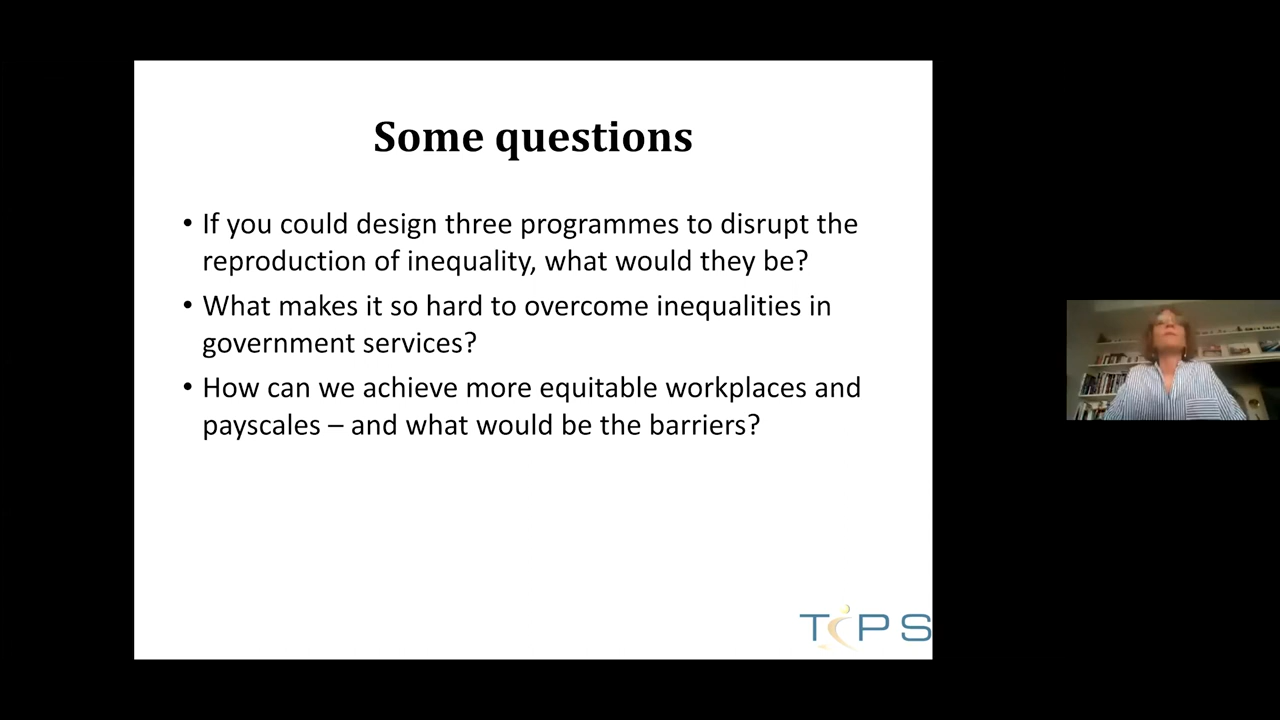 Some questions
• If you could design three programmes to disrupt the
reproduction of inequality, what would they be?
• What makes it so hard to overcome inequalities in
government services?
• How can we achieve more equitable workplaces and
payscales – and what would be the barriers?
TIPS